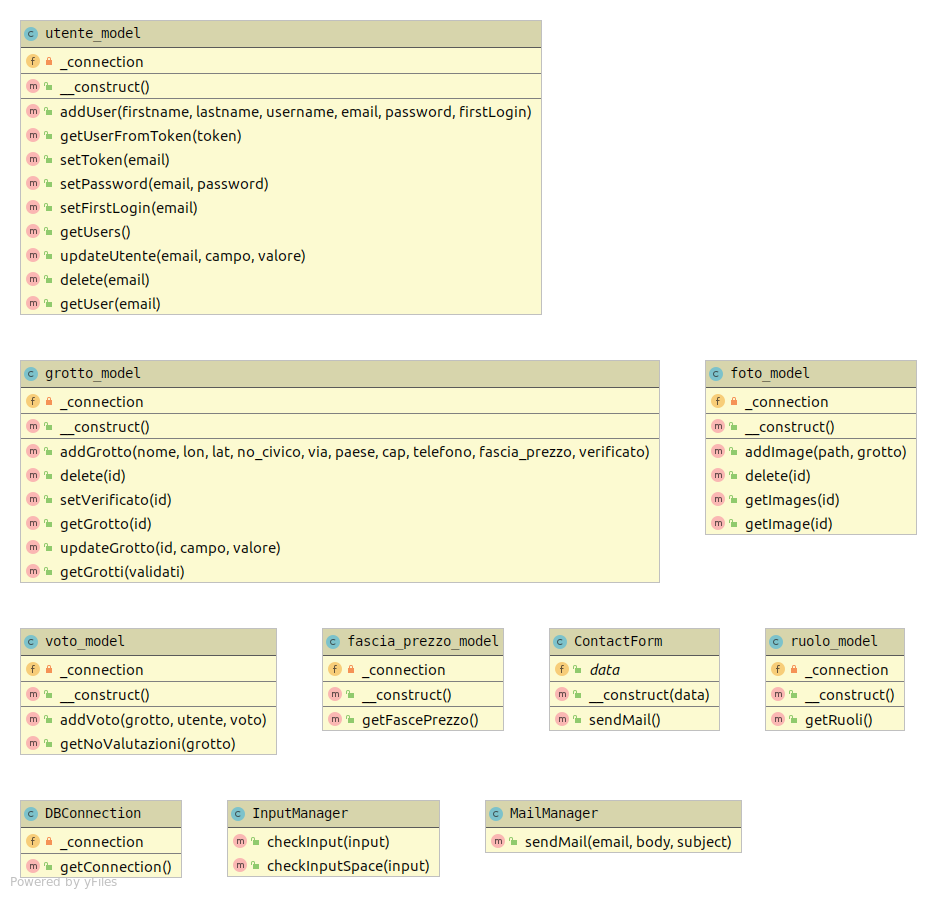 utente_model
_connection
__construct()
addUser(firstname, lastname, username, email, password, firstLogin)
getUserFromToken(token)
setToken(email)
setPassword(email, password)
setFirstLogin(email)
getUsers()
updateUtente(email, campo, valore)
delete(email)
getUser(email)
grotto_model
_connection
__construct()
addGrotto(nome, lon, lat, no_civico, via, paese, cap, telefono, fascia_prezzo, verificato)
delete(id)
setVerificato(id)
getGrotto(id)
updateGrotto(id, campo, valore)
getGrotti(validati)
foto_model
_connection
__construct()
addImage(path, grotto)
delete(id)
getImages(id)
getImage(id)
voto_model
_connection
__construct()
addVoto(grotto, utente, voto)
getNoValutazioni(grotto)
fascia_prezzo_model
_connection
__construct()
getFascePrezzo()
ContactForm
data
__construct(data)
sendMail()
ruolo_model
_connection
__construct()
getRuoli()
DBConnection
_connection
getConnection()
InputManager
checkInput(input)
checkInputSpace(input)
MailManager
sendMail(email, body, subject)
Powered by yFiles